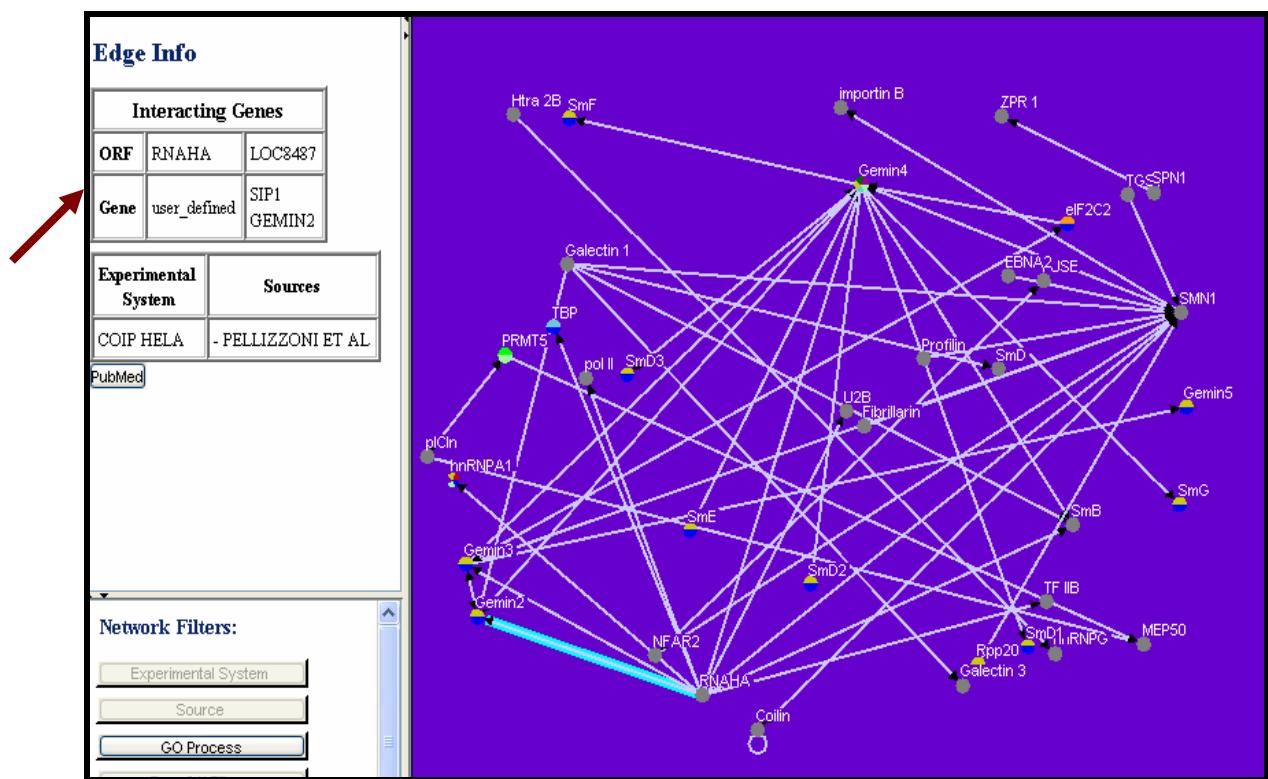 Edge Info
Interacting Genes
ORF RNAHA LOC8487
Gene user_defined SIP1
GEMIN2
Experimental
System Sources
COIP HELA - PELLIZZONI ET AL
PubMed
Network Filters:
Experimental System
Source
GO Process
Htra 2B
SmF
importin B
ZPR 1
Gemin4
TGS
SPN1
eIF2C2
Galectin 1
EBNA2
USE
SMN1
TBP
PRMT5
pol II
SmD3
Profilin
SmD
Gemin5
U2B
Fibrillarin
pICln
hnRNPA1
SmE
SmG
SmB
Gemin3
SmD2
Gemin2
TF IIB
NFAR2
SmD1
MEP50
Rpp20
Galectin 3
RNAHA
Coilin